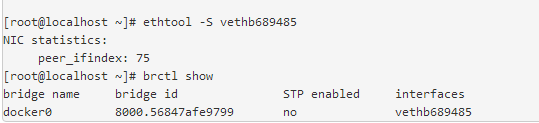 [root@localhost ~]# ethtool -S vethb689485
NIC statistics:
     peer_ifindex: 75
[root@localhost ~]# brctl show
bridge name     bridge id               STP enabled     interfaces
docker0         8000.56847afe9799       no              vethb689485